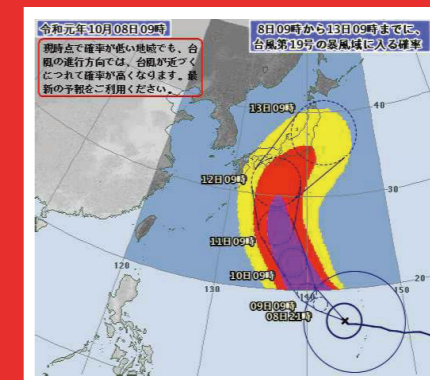 令和元年10月08日09時
8日09時から13日09時までに、
台風第19号の暴風域に入る確率
現時点で確率が低い地域でも、台
風の進行方向では、台風が近づく
につれて確率が高くなります。最
新の予報をご利用ください。
13日09時
40
12日09時
30
11日09時
120
10日09時
130
20
09日09時
140
08日21時